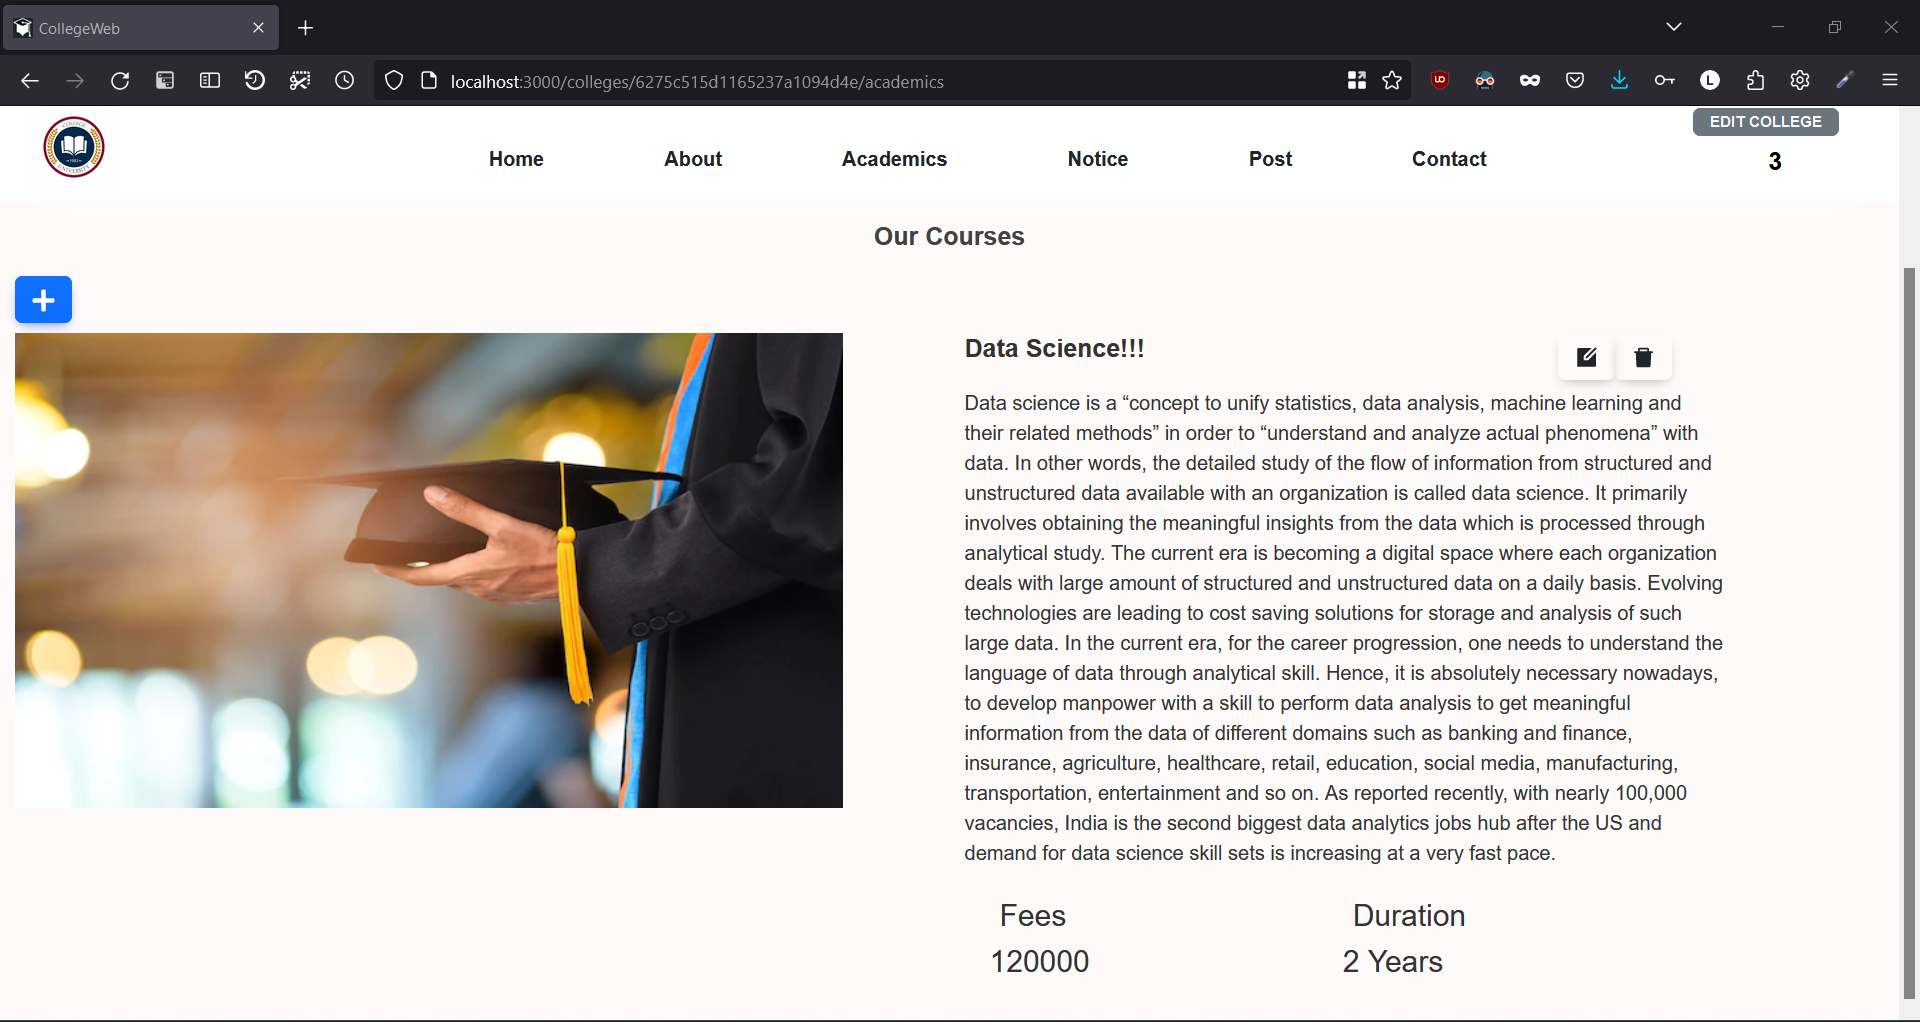 CollegeWeb
localhost:3000/colleges/6275c515d1165237a1094d4e/academics
COLLEGE
UNIVERSITY
Home About Academics Notice Post Contact
EDIT COLLEGE
3
Our Courses
Data Science!!!
Data science is a “concept to unify statistics, data analysis, machine learning and
their related methods” in order to “understand and analyze actual phenomena” with
data. In other words, the detailed study of the flow of information from structured and
unstructured data available with an organization is called data science. It primarily
involves obtaining the meaningful insights from the data which is processed through
analytical study. The current era is becoming a digital space where each organization
deals with large amount of structured and unstructured data on a daily basis. Evolving
technologies are leading to cost saving solutions for storage and analysis of such
large data. In the current era, for the career progression, one needs to understand the
language of data through analytical skill. Hence, it is absolutely necessary nowadays,
to develop manpower with a skill to perform data analysis to get meaningful
information from the data of different domains such as banking and finance,
insurance, agriculture, healthcare, retail, education, social media, manufacturing,
transportation, entertainment and so on. As reported recently, with nearly 100,000
vacancies, India is the second biggest data analytics jobs hub after the US and
demand for data science skill sets is increasing at a very fast pace.
Fees Duration
120000 2 Years